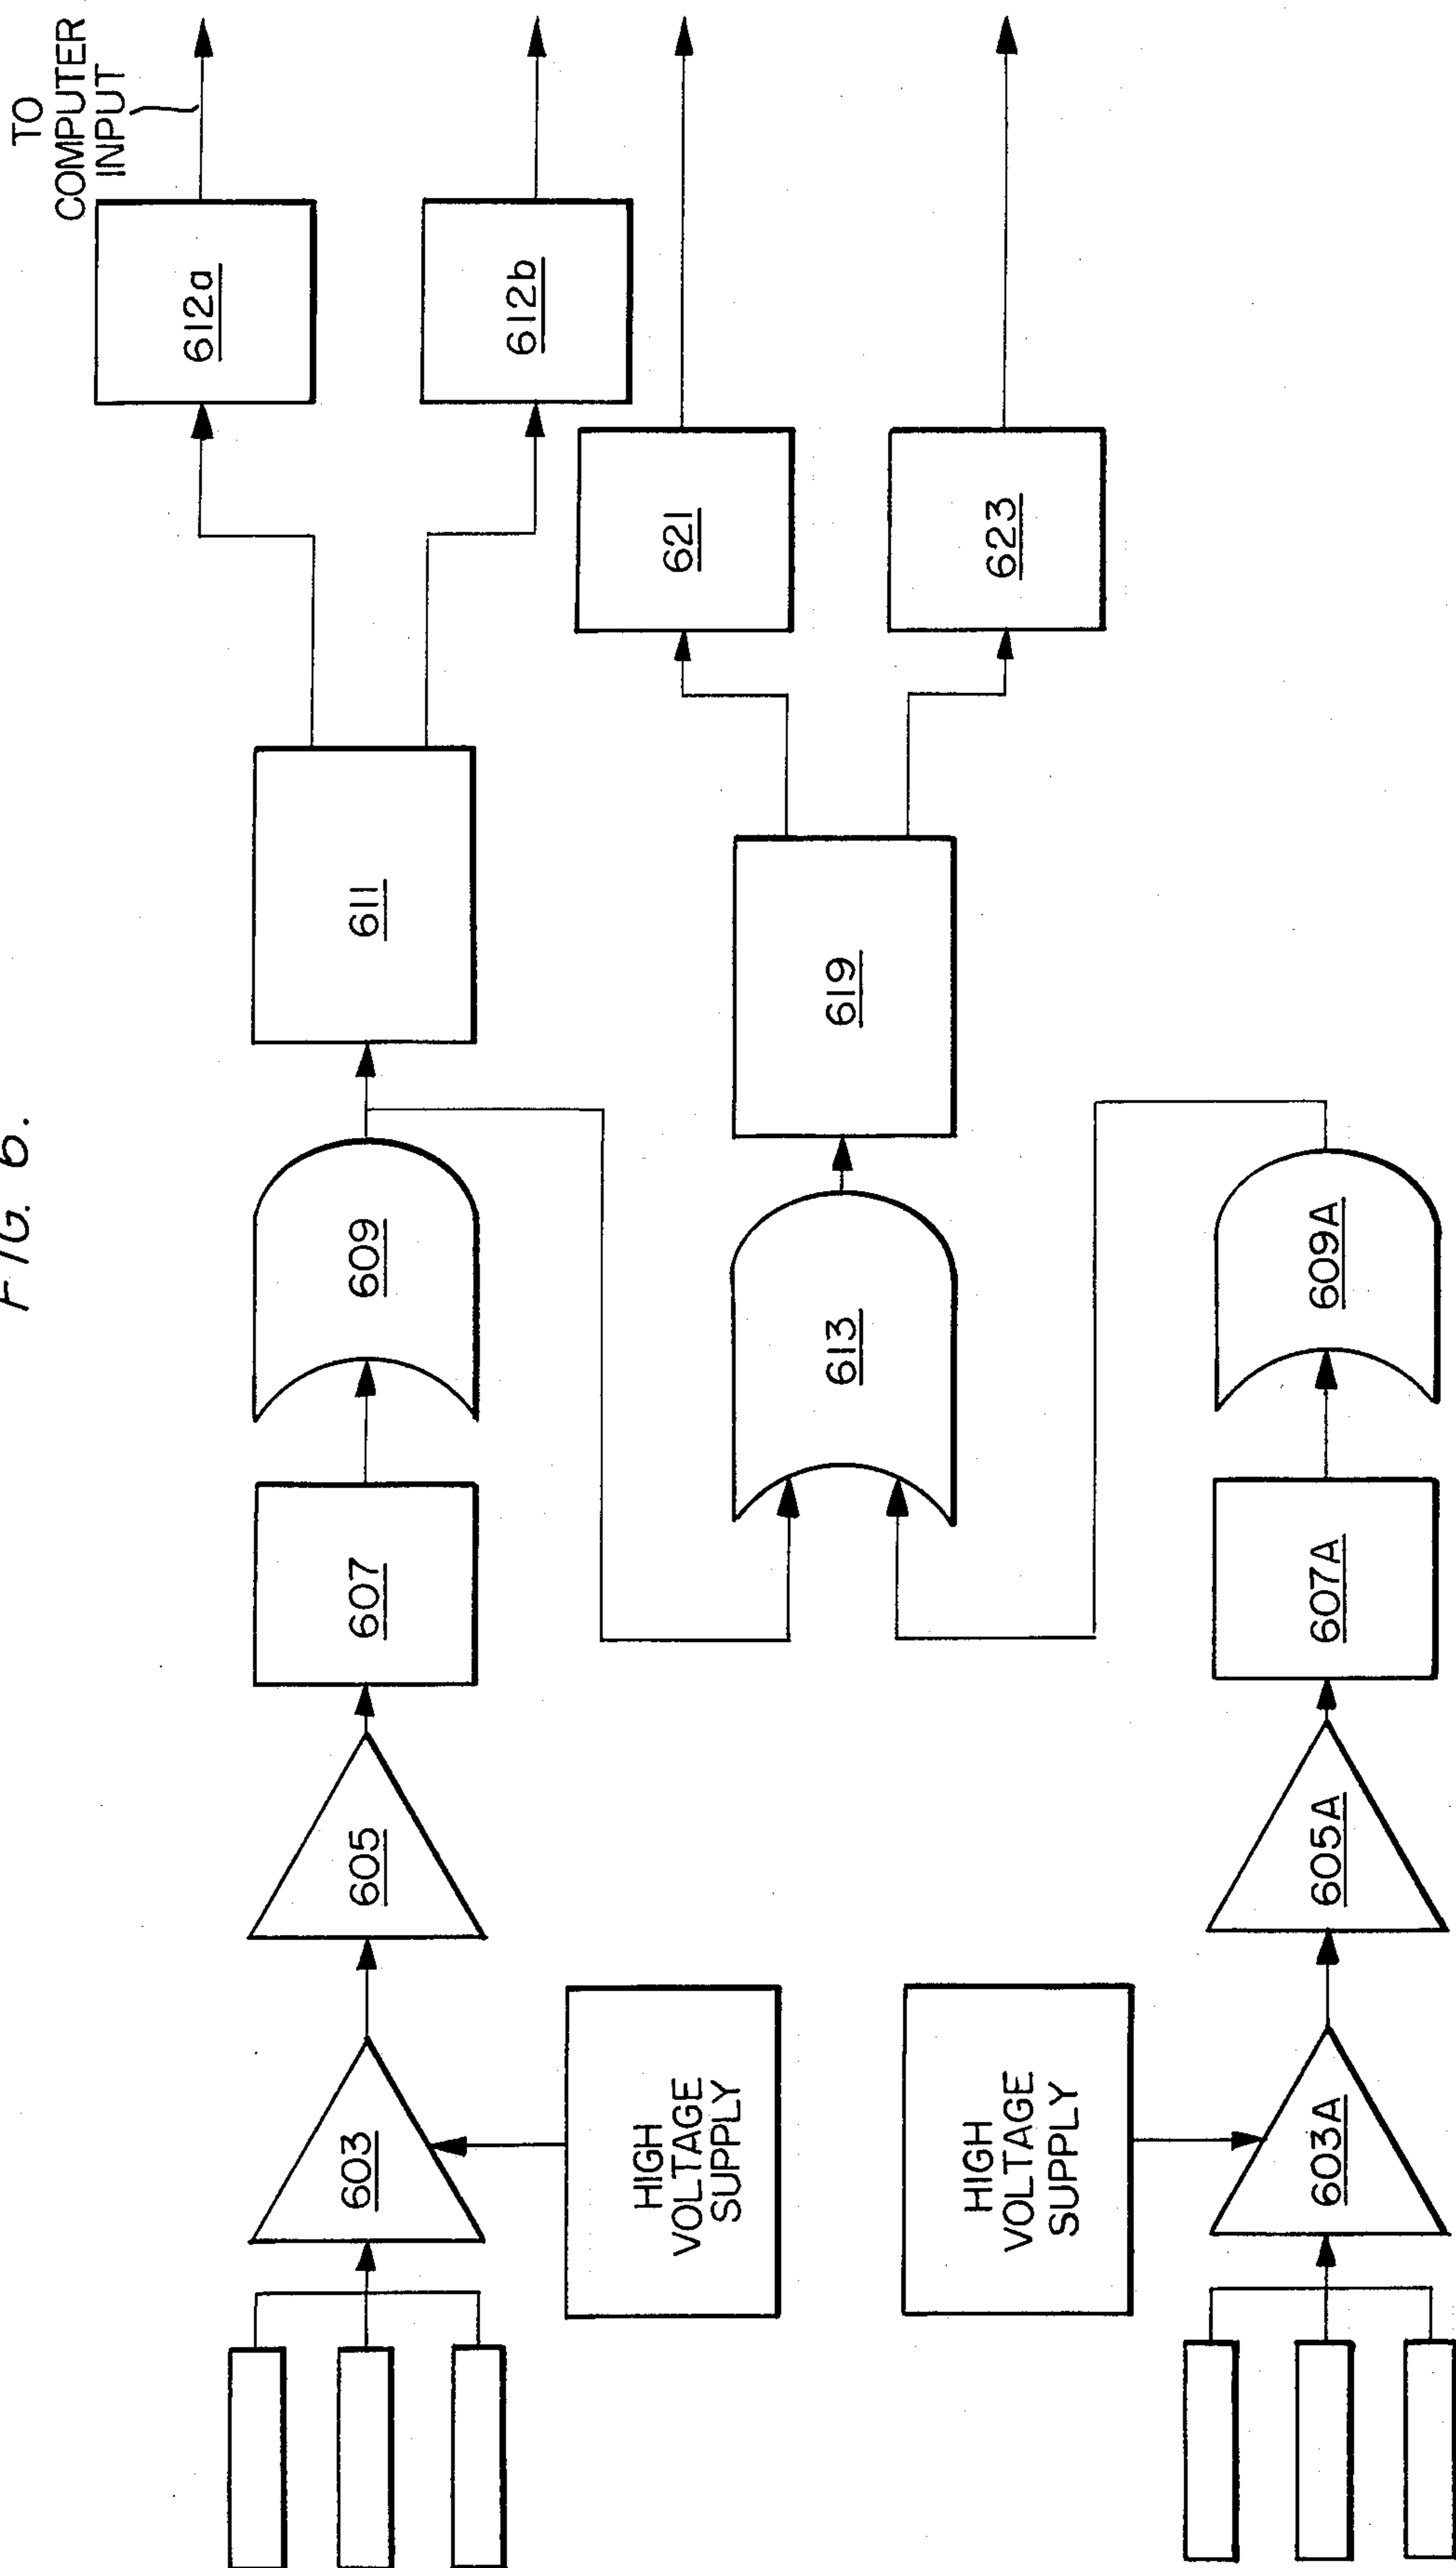 FIG. 6.
TO
COMPUTER
INPUT
603
605
607
609
611
612a
612b
HIGH
VOLTAGE
SUPPLY
613
619
621
623
HIGH
VOLTAGE
SUPPLY
603A
605A
607A
609A